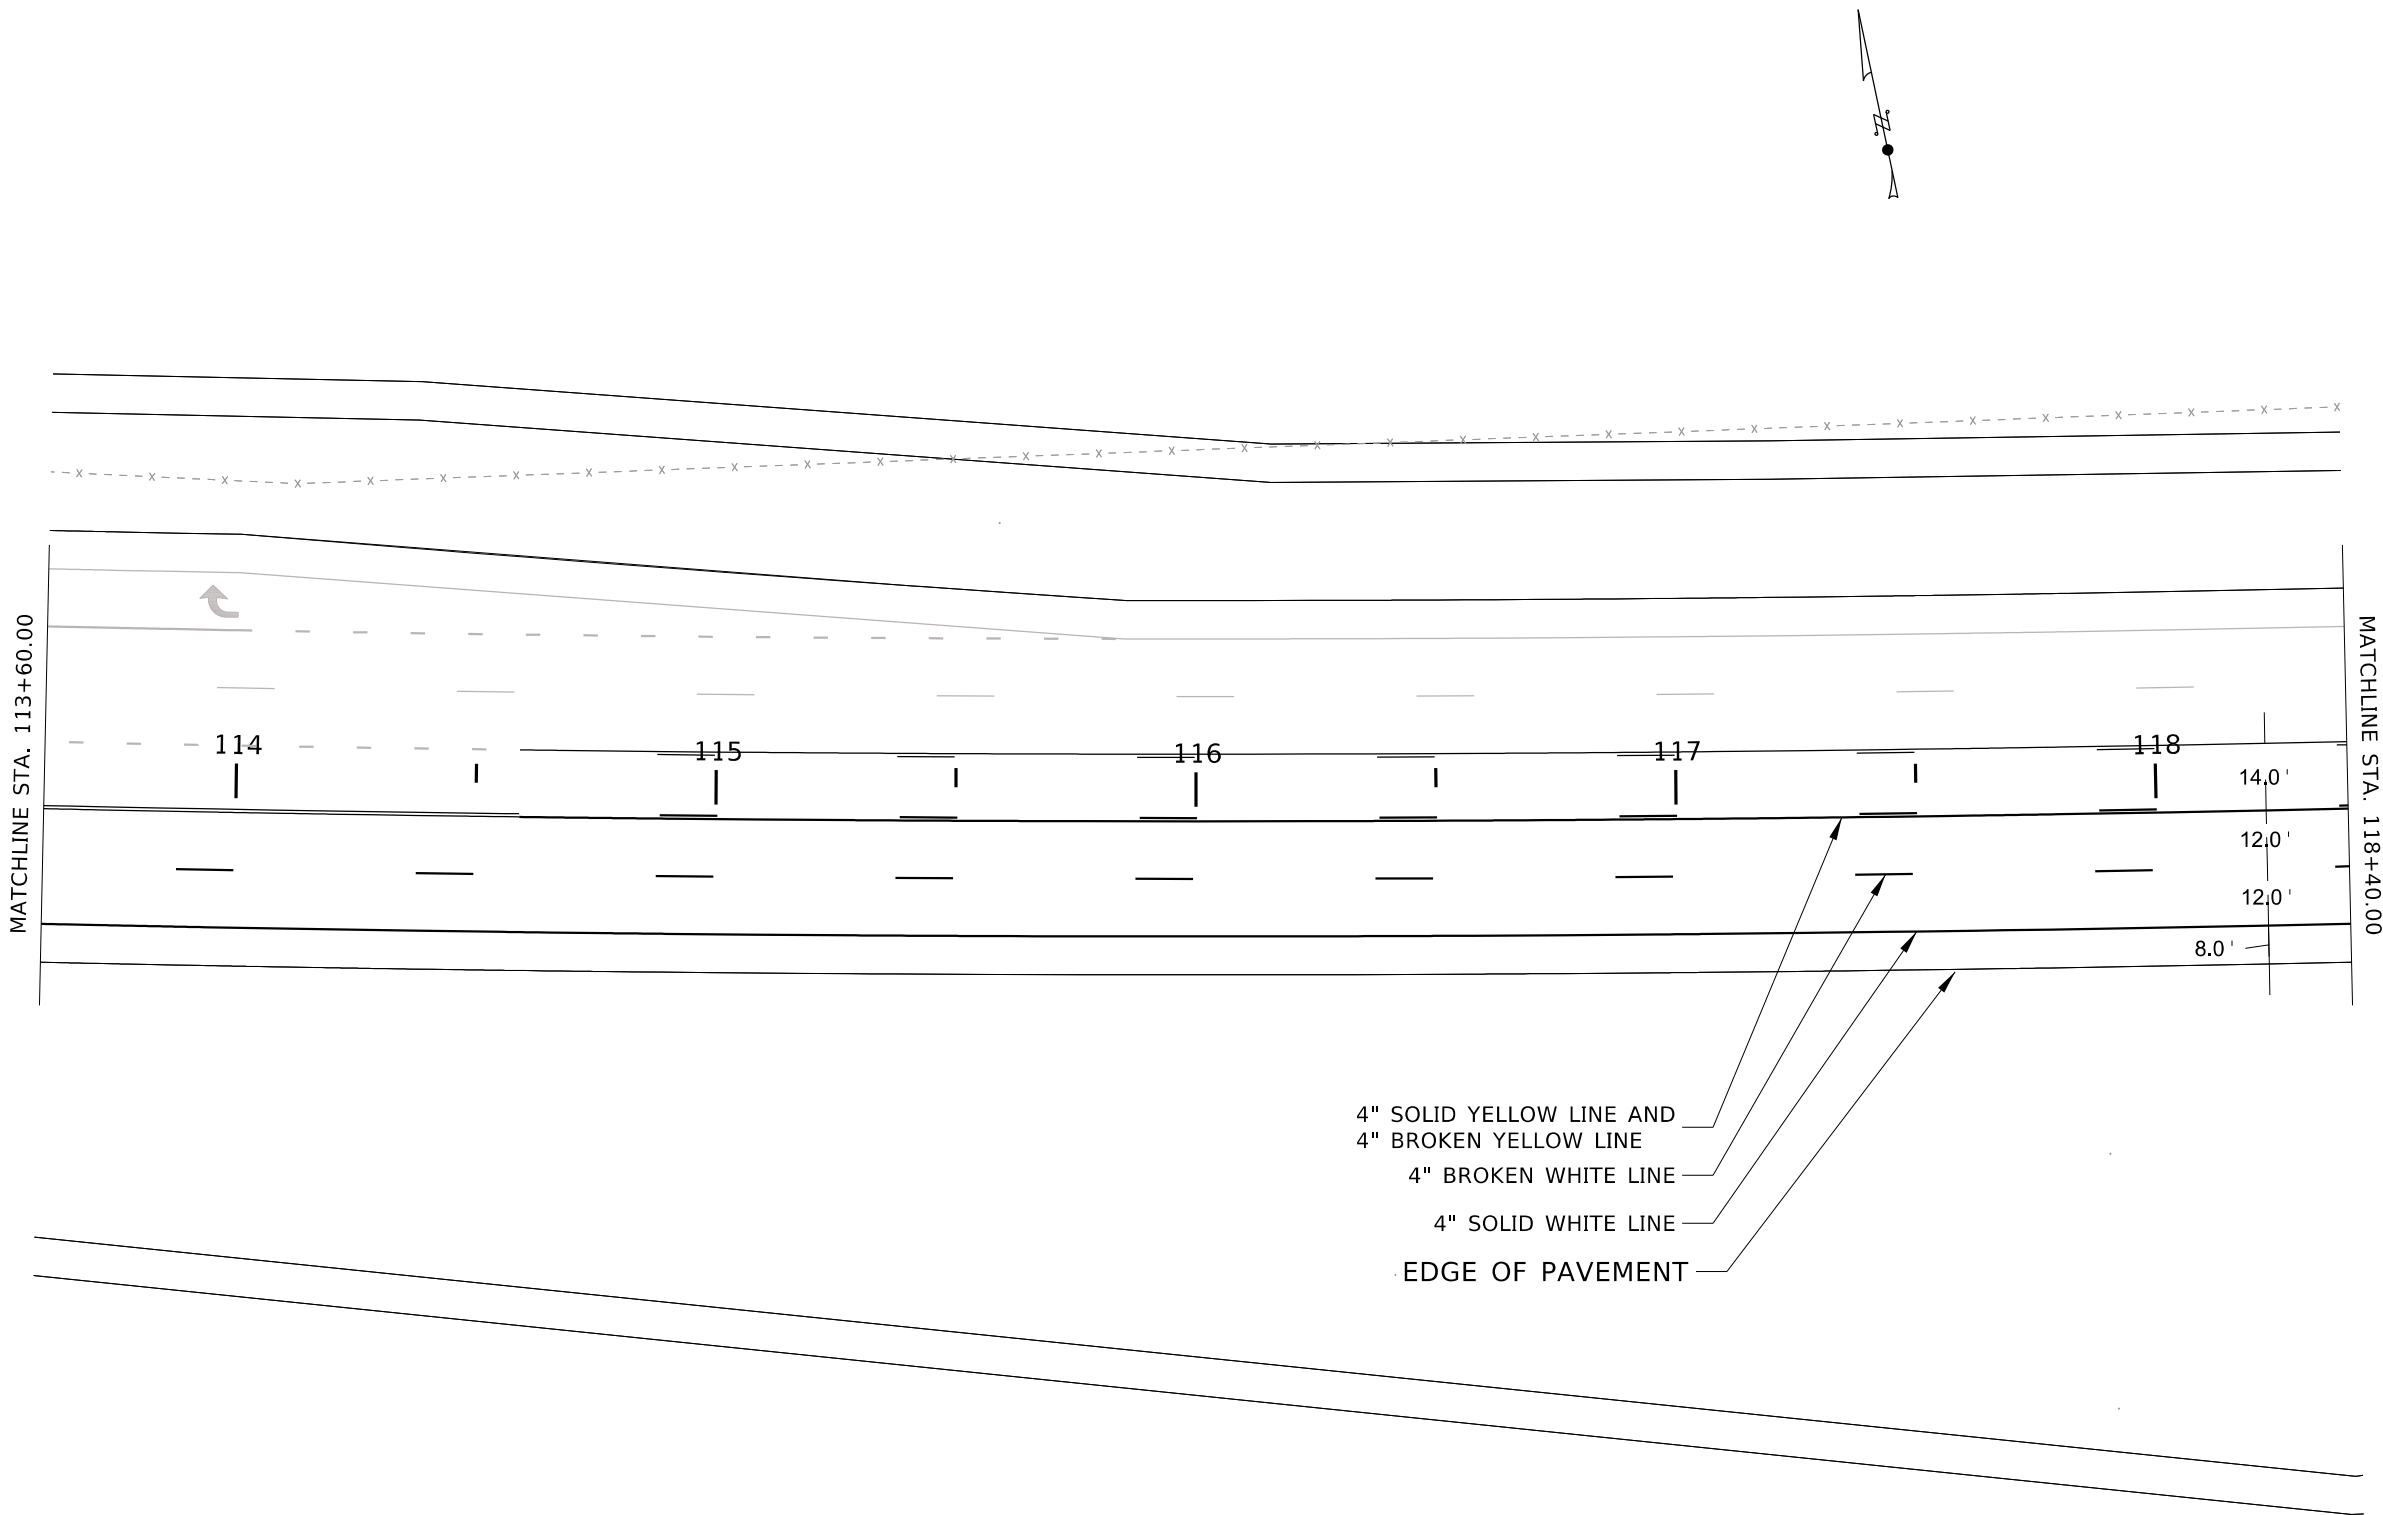 N
114
115
116
117
118
MATCHLINE STA. 113+60.00
MATCHLINE STA. 118+40.00
14.0 '
12.0 '
12.0 '
8.0 '
4" SOLID YELLOW LINE AND
4" BROKEN YELLOW LINE
4" BROKEN WHITE LINE
4" SOLID WHITE LINE
EDGE OF PAVEMENT